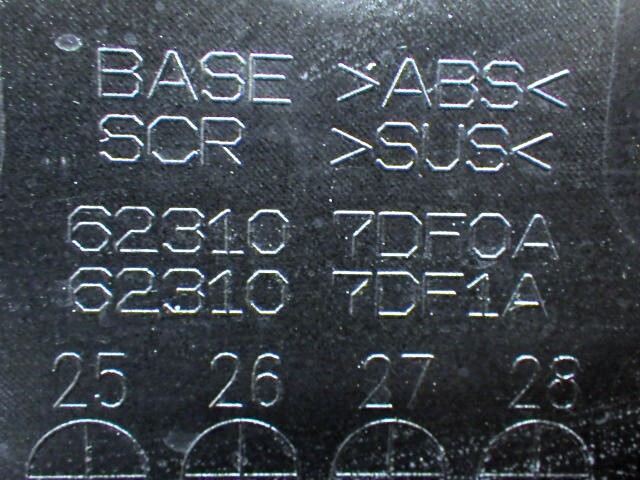 BASE >ABS<
SCR >SUS<
62310 7DF0A
62310 7DF1A
25 26 27 28